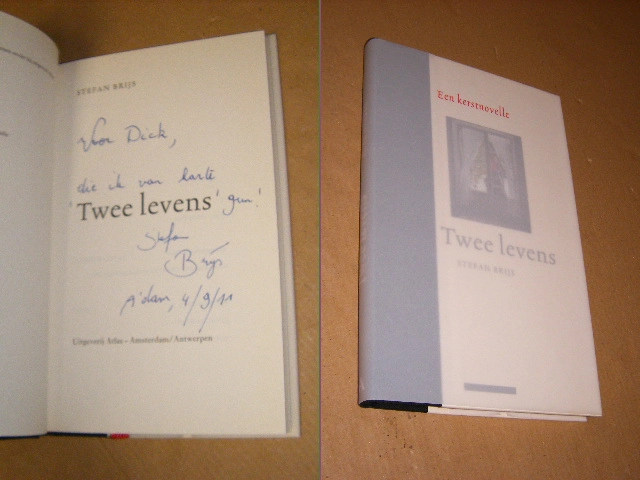 STEFAN BRIJS
Voor Dick,
die ik van harte
'Twee levens' gun!
Stefan
Brijs
A'dam, 4/9/11
Uitgeverij Atlas – Amsterdam/Antwerpen
Een kerstnovelle
Twee levens
STEFAN BRIJS